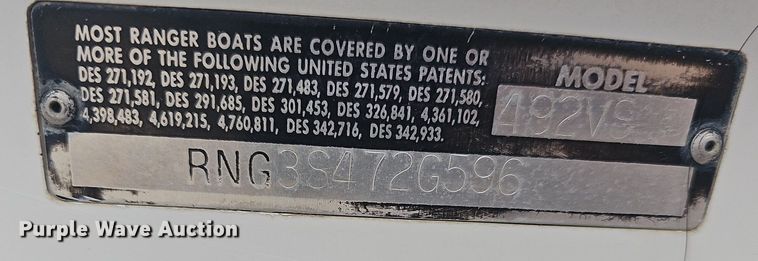 MOST RANGER BOATS ARE COVERED BY ONE OR
MORE OF THE FOLLOWING UNITED STATES PATENTS:
DES 271,192, DES 271,193, DES 271,483, DES 271,579, DES 271,580,
DES 271,581, DES 291,685, DES 301,453, DES 326,841, 4,361,102,
4,398,483, 4,619,215, 4,760,811, DES 342,716, DES 342,933.
MODEL
492VS
RNG3S472G596
Purple Wave Auction